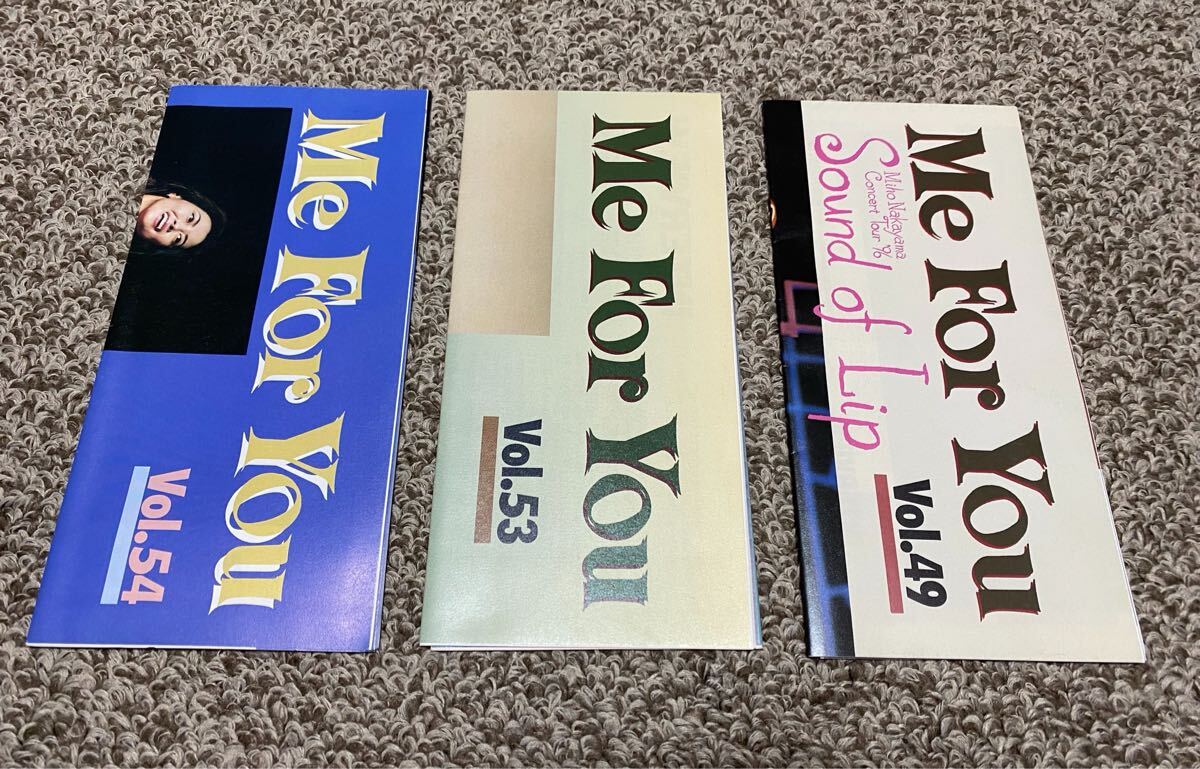 Me For You
Vol.54
Me For You
Vol.53
Me For You
Miho Nakayama
Concert Tour '96
Sound of Lip
Vol.49